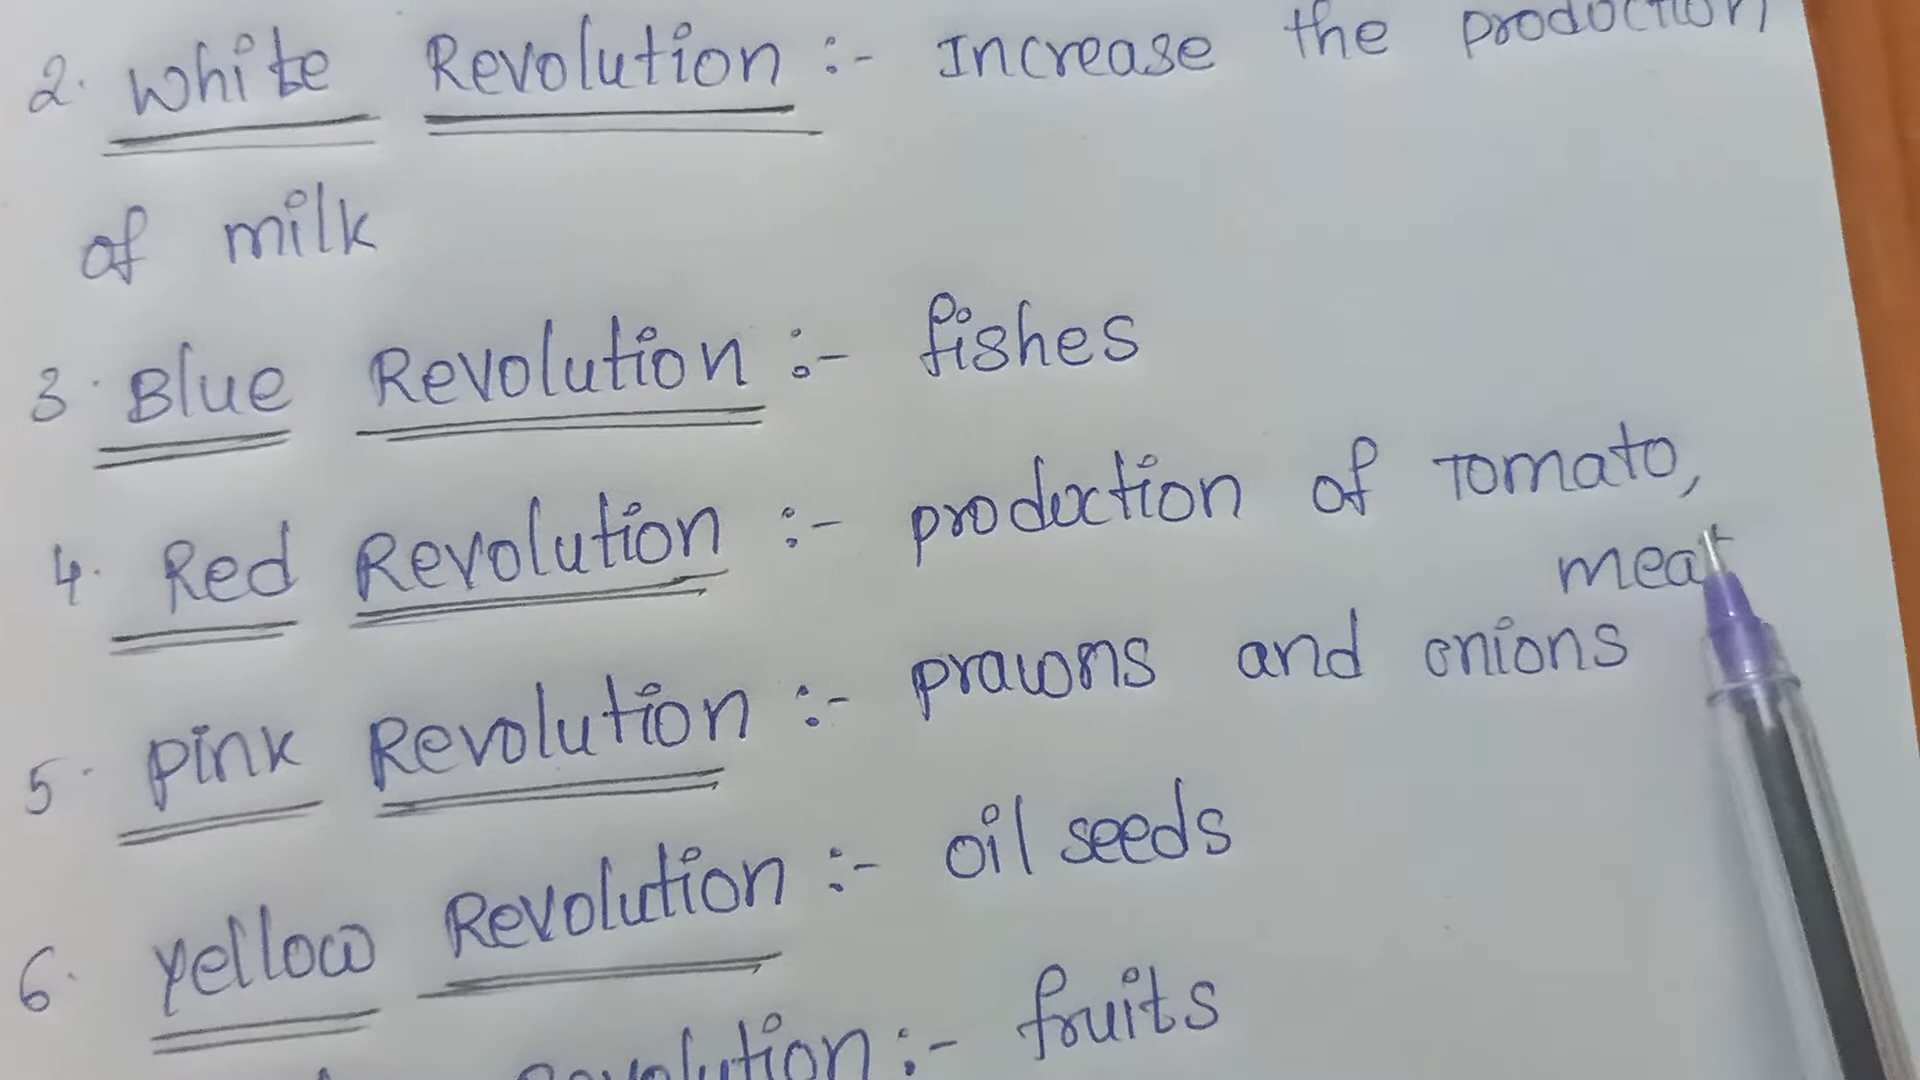 2. White Revolution :- Increase the production
of milk
3. Blue Revolution :- fishes
4. Red Revolution :- production of Tomato,
meat
5. Pink Revolution :- prawns and onions
6. Yellow Revolution :- oil seeds
Revolution :- fruits